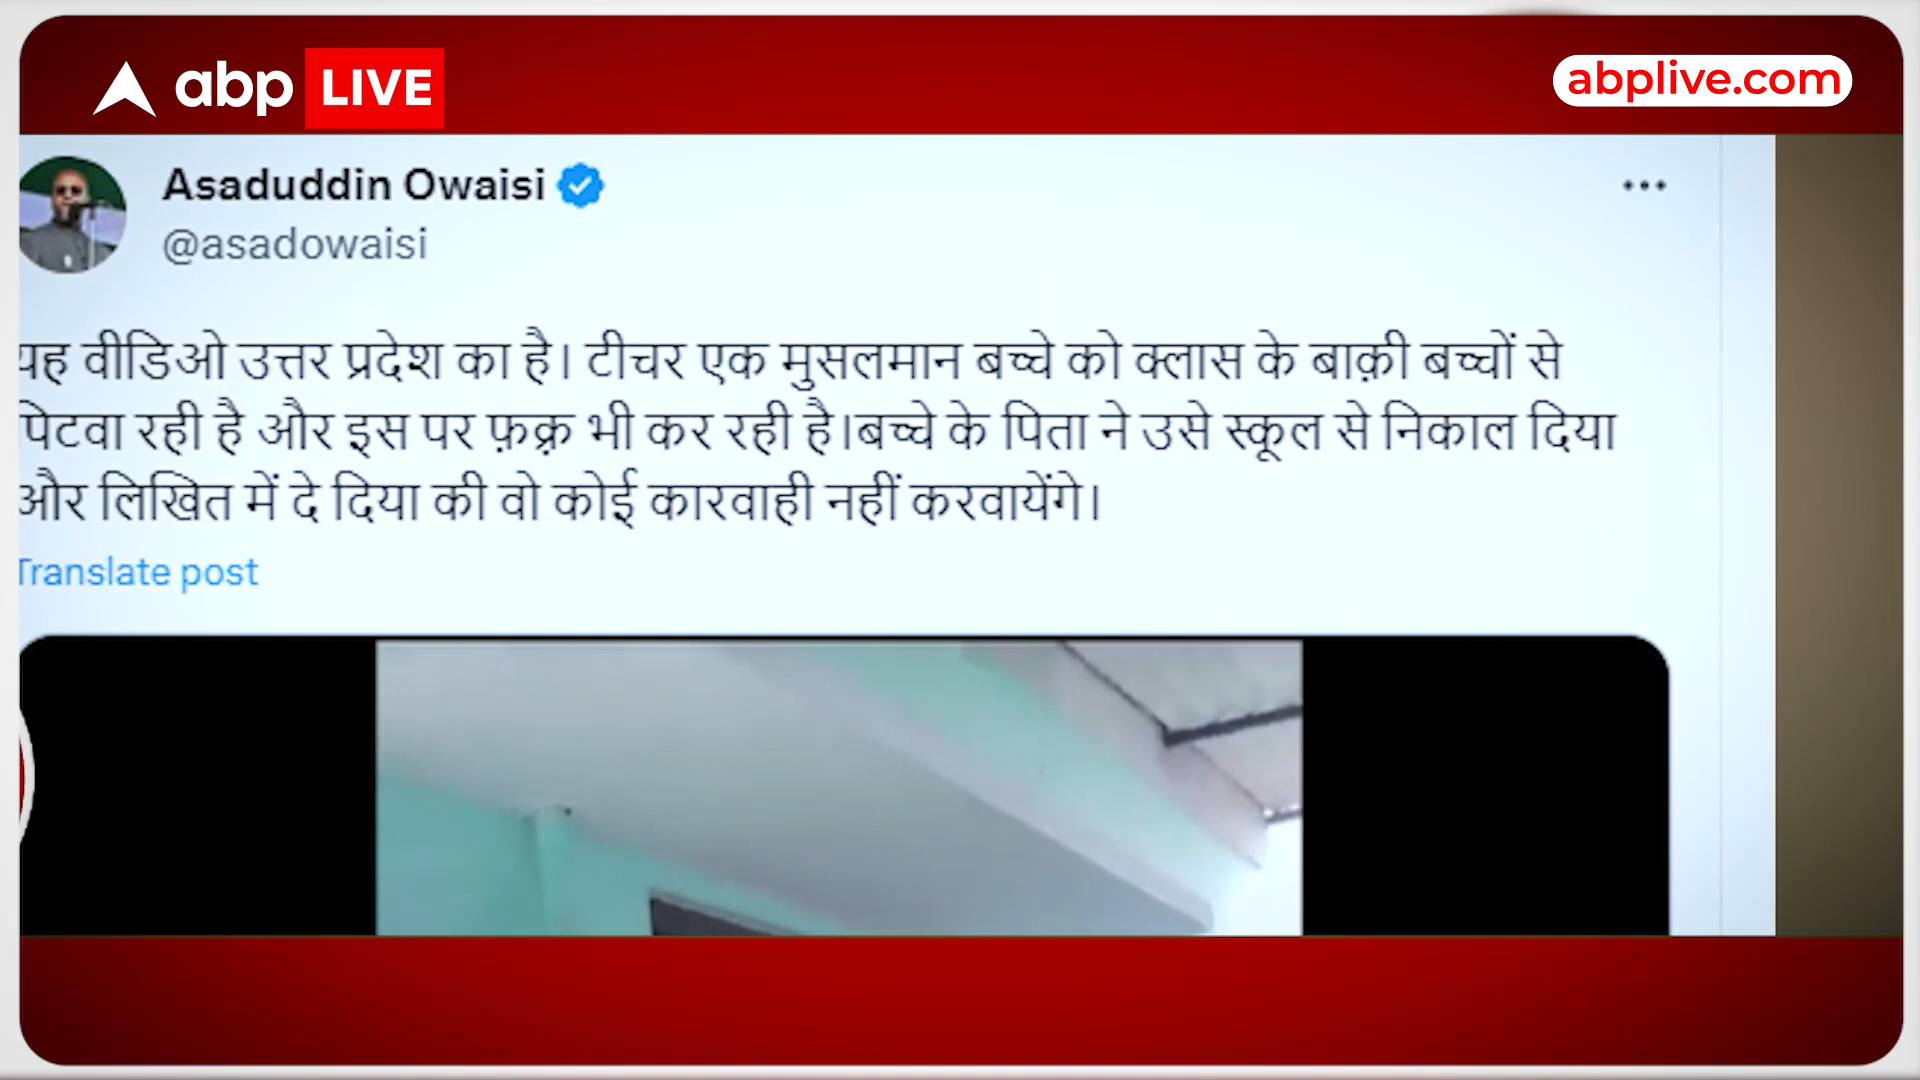 abp LIVE
abplive.com
Asaduddin Owaisi
@asadowaisi
यह वीडिओ उत्तर प्रदेश का है। टीचर एक मुसलमान बच्चे को क्लास के बाक़ी बच्चों से
पिटवा रही है और इस पर फ़क़्र भी कर रही है।बच्चे के पिता ने उसे स्कूल से निकाल दिया
और लिखित में दे दिया की वो कोई कारवाही नहीं करवायेंगे।
Translate post